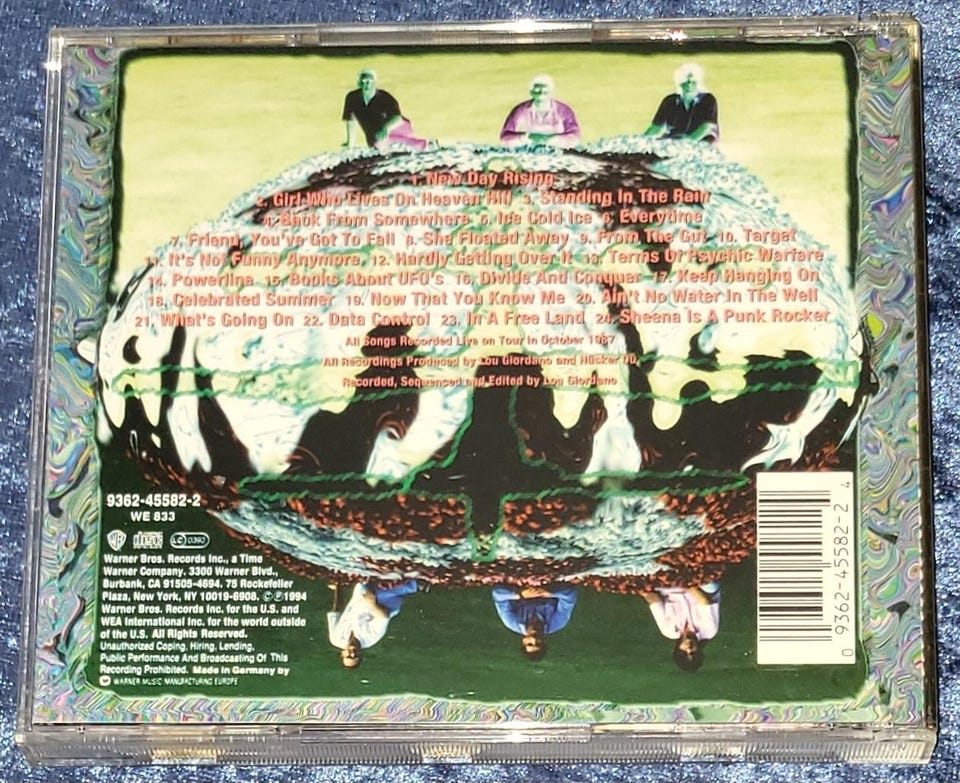 1. New Day Rising
2. Girl Who Lives On Heaven Hill 3. Standing In The Rain
4. Back From Somewhere 5. Ice Cold Ice 6. Everytime
7. Friend, You've Got To Fall 8. She Floated Away 9. From The Gut 10. Target
11. It's Not Funny Anymore 12. Hardly Getting Over It 13. Terms Of Psychic Warfare
14. Powerline 15. Books About UFO's 16. Divide And Conquer 17. Keep Hanging On
18. Celebrated Summer 19. Now That You Know Me 20. Ain't No Water In The Well
21. What's Going On 22. Data Control 23. In A Free Land 24. Sheena Is A Punk Rocker
All Songs Recorded Live on Tour in October 1987
All Recordings Produced by Lou Giordano and Hüsker Dü,
Recorded, Sequenced and Edited by Lou Giordano
9362-45582-2
WE 833
WB COMPACT disc DIGITAL AUDIO LC 0392
Warner Bros. Records Inc., a Time
Warner Company. 3300 Warner Blvd.,
Burbank, CA 91505-4694. 75 Rockefeller
Plaza, New York, NY 10019-6908. ©℗1994
Warner Bros. Records Inc. for the U.S. and
WEA International Inc. for the world outside
of the U.S. All Rights Reserved.
Unauthorized Coping, Hiring, Lending,
Public Performance And Broadcasting Of This
Recording Prohibited. Made in Germany by
WARNER MUSIC MANUFACTURING EUROPE
0 9362-45582-2 4